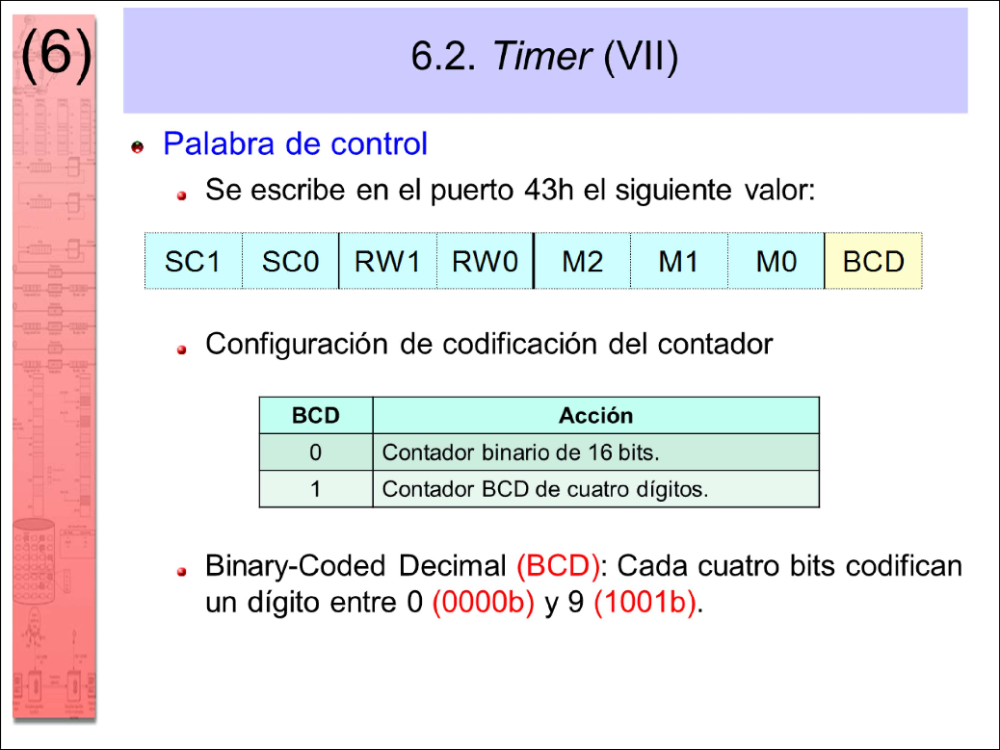 (6)
6.2. Timer (VII)
Palabra de control
Se escribe en el puerto 43h el siguiente valor:
SC1 SC0 RW1 RW0 M2 M1 M0 BCD
Configuración de codificación del contador
BCD Acción
0 Contador binario de 16 bits.
1 Contador BCD de cuatro dígitos.
Binary-Coded Decimal (BCD): Cada cuatro bits codifican
un dígito entre 0 (0000b) y 9 (1001b).